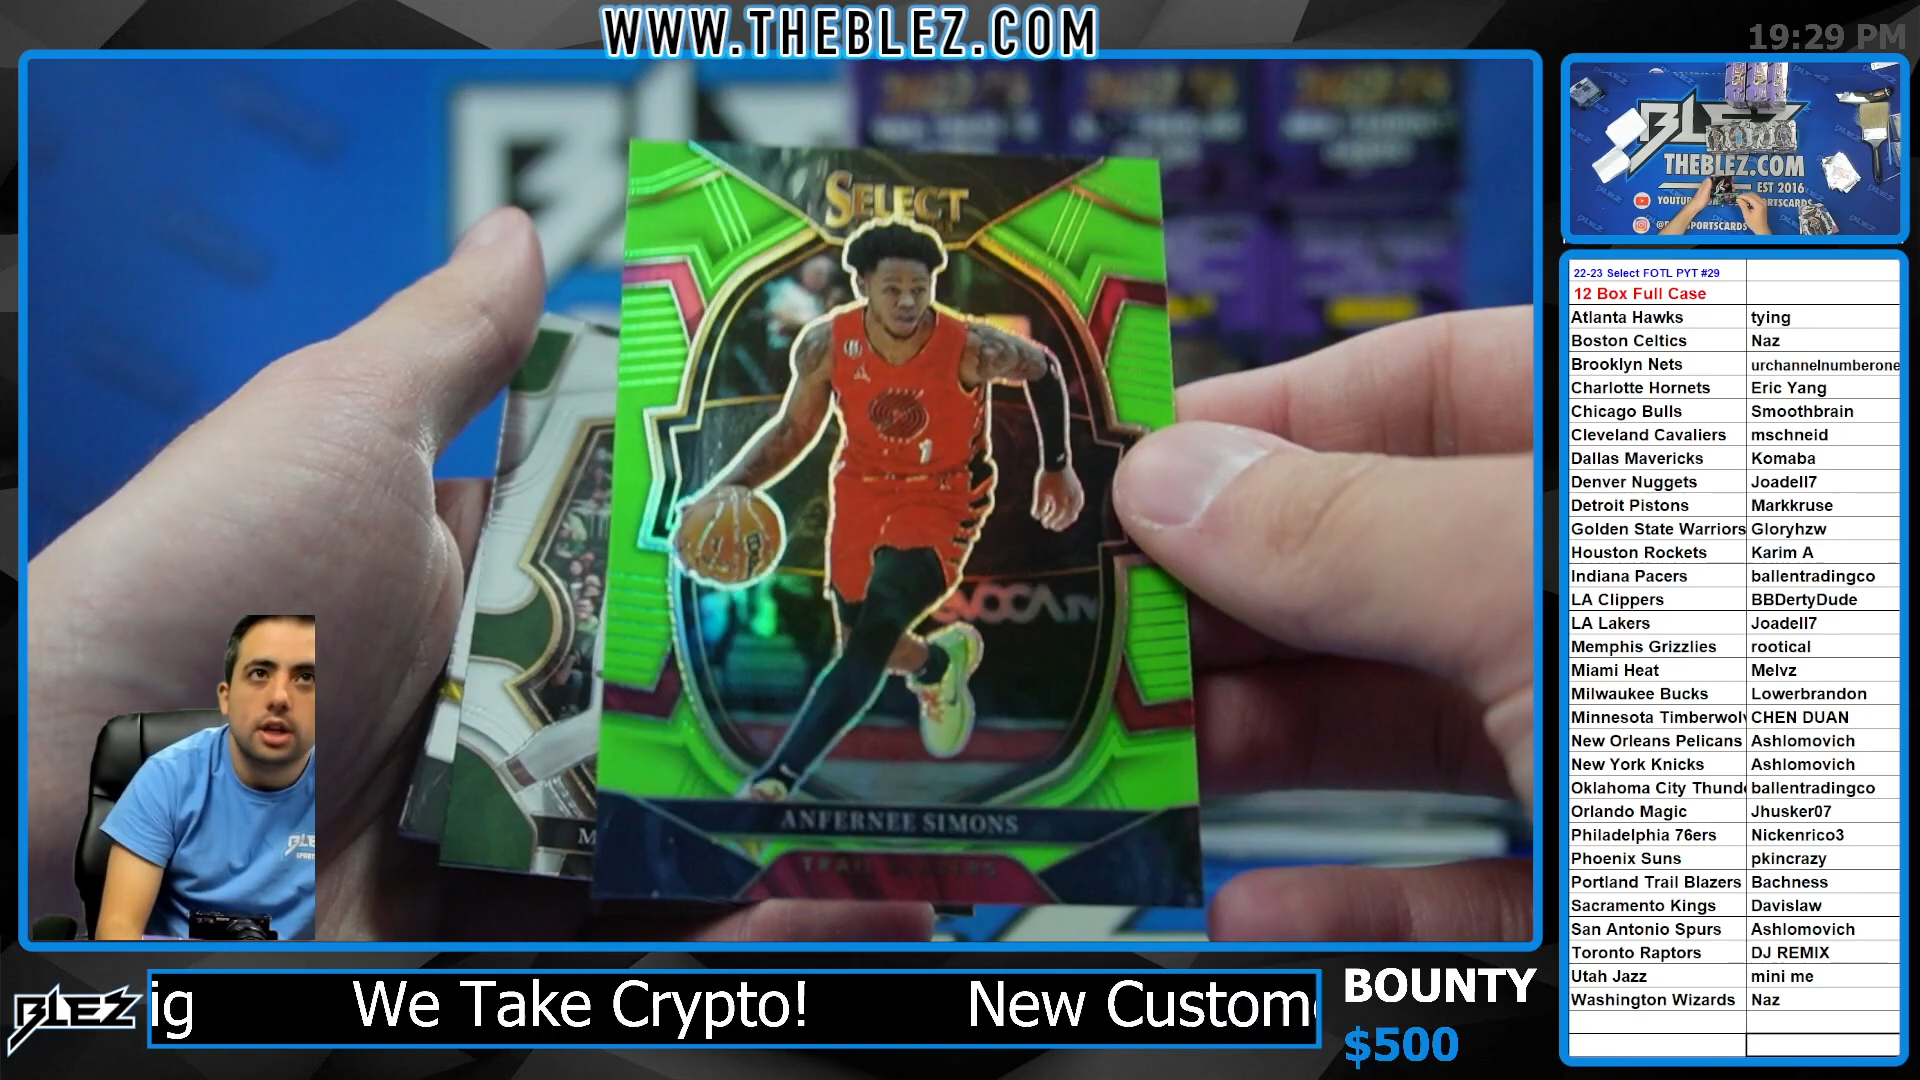 WWW.THEBLEZ.COM
19:29 PM
SELECT
1
ANFERNEE SIMONS
BLEZ
THEBLEZ.COM
EST 2016
22-23 Select FOTL PYT #29
12 Box Full Case
Atlanta Hawks tying
Boston Celtics Naz
Brooklyn Nets urchannelnumberone
Charlotte Hornets Eric Yang
Chicago Bulls Smoothbrain
Cleveland Cavaliers mschneid
Dallas Mavericks Komaba
Denver Nuggets Joadell7
Detroit Pistons Markkruse
Golden State Warriors Gloryhzw
Houston Rockets Karim A
Indiana Pacers ballentradingco
LA Clippers BBDertyDude
LA Lakers Joadell7
Memphis Grizzlies rootical
Miami Heat Melvz
Milwaukee Bucks Lowerbrandon
Minnesota Timberwolv CHEN DUAN
New Orleans Pelicans Ashlomovich
New York Knicks Ashlomovich
Oklahoma City Thund ballentradingco
Orlando Magic Jhusker07
Philadelphia 76ers Nickenrico3
Phoenix Suns pkincrazy
Portland Trail Blazers Bachness
Sacramento Kings Davislaw
San Antonio Spurs Ashlomovich
Toronto Raptors DJ REMIX
Utah Jazz mini me
Washington Wizards Naz
BLEZ
ig We Take Crypto! New Custom
BOUNTY
$500